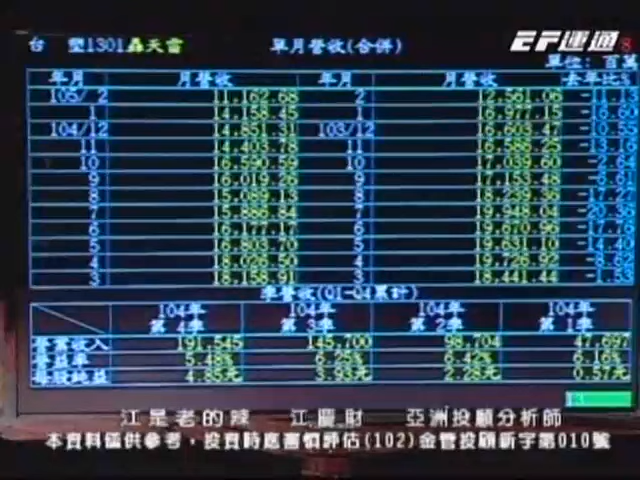 台 塑1301轟天雷 單月營收(合併) EF運通8
單位: 百萬
年月 月營收 年月 月營收 去年比%
105/ 2 11,162.68 2 12,561.06 -11.13
1 14,158.45 1 16,977.15 -16.60
104/12 14,851.31 103/12 16,603.47 -10.55
11 14,403.78 11 16,586.25 -13.16
10 16,590.59 10 17,039.60 -2.64
9 16,019.26 9 17,153.48 -6.61
8 15,089.13 8 18,239.36 -17.27
7 15,886.84 7 19,948.04 -20.36
6 16,177.17 6 19,670.96 -17.76
5 16,803.70 5 19,631.10 -14.40
4 18,026.50 4 19,726.92 -8.62
3 18,158.91 3 18,441.44 -1.53
季營收(Q1-Q4累計)
104年 104年 104年 104年
第 4季 第 3季 第 2季 第 1季
營業收入 191,545 145,700 98,704 47,697
毎益率 5.48% 6.25% 6.42% 6.16%
每股純益 4.85元 3.93元 2.28元 0.57元
江是老的辣 江慶財 亞洲投顧分析師
本資料僅供參考，投資時應審慎評估(102)金管投顧新字第010號